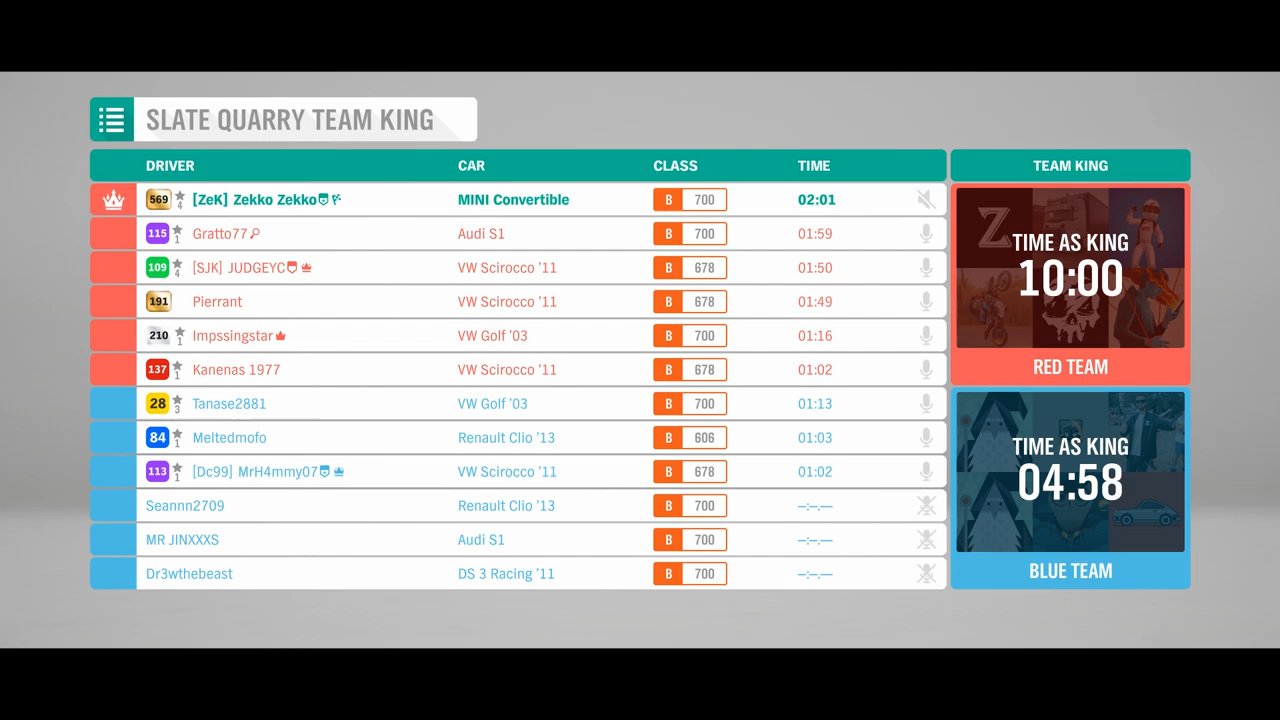 SLATE QUARRY TEAM KING
DRIVER CAR CLASS TIME TEAM KING
569 4 [ZeK] Zekko Zekko MINI Convertible B 700 02:01
115 1 Gratto77 Audi S1 B 700 01:59
109 4 [SJK] JUDGEYC VW Scirocco '11 B 678 01:50
191 Pierrant VW Scirocco '11 B 678 01:49
210 1 Impssingstar VW Golf '03 B 700 01:16
137 1 Kanenas 1977 VW Scirocco '11 B 678 01:02
28 3 Tanase2881 VW Golf '03 B 700 01:13
84 1 Meltedmofo Renault Clio '13 B 606 01:03
113 1 [Dc99] MrH4mmy07 VW Scirocco '11 B 678 01:02
Seannn2709 Renault Clio '13 B 700 --:--.---
MR JINXXXS Audi S1 B 700 --:--.---
Dr3wthebeast DS 3 Racing '11 B 700 --:--.---
Z
TIME AS KING
10:00
RED TEAM
TIME AS KING
04:58
BLUE TEAM